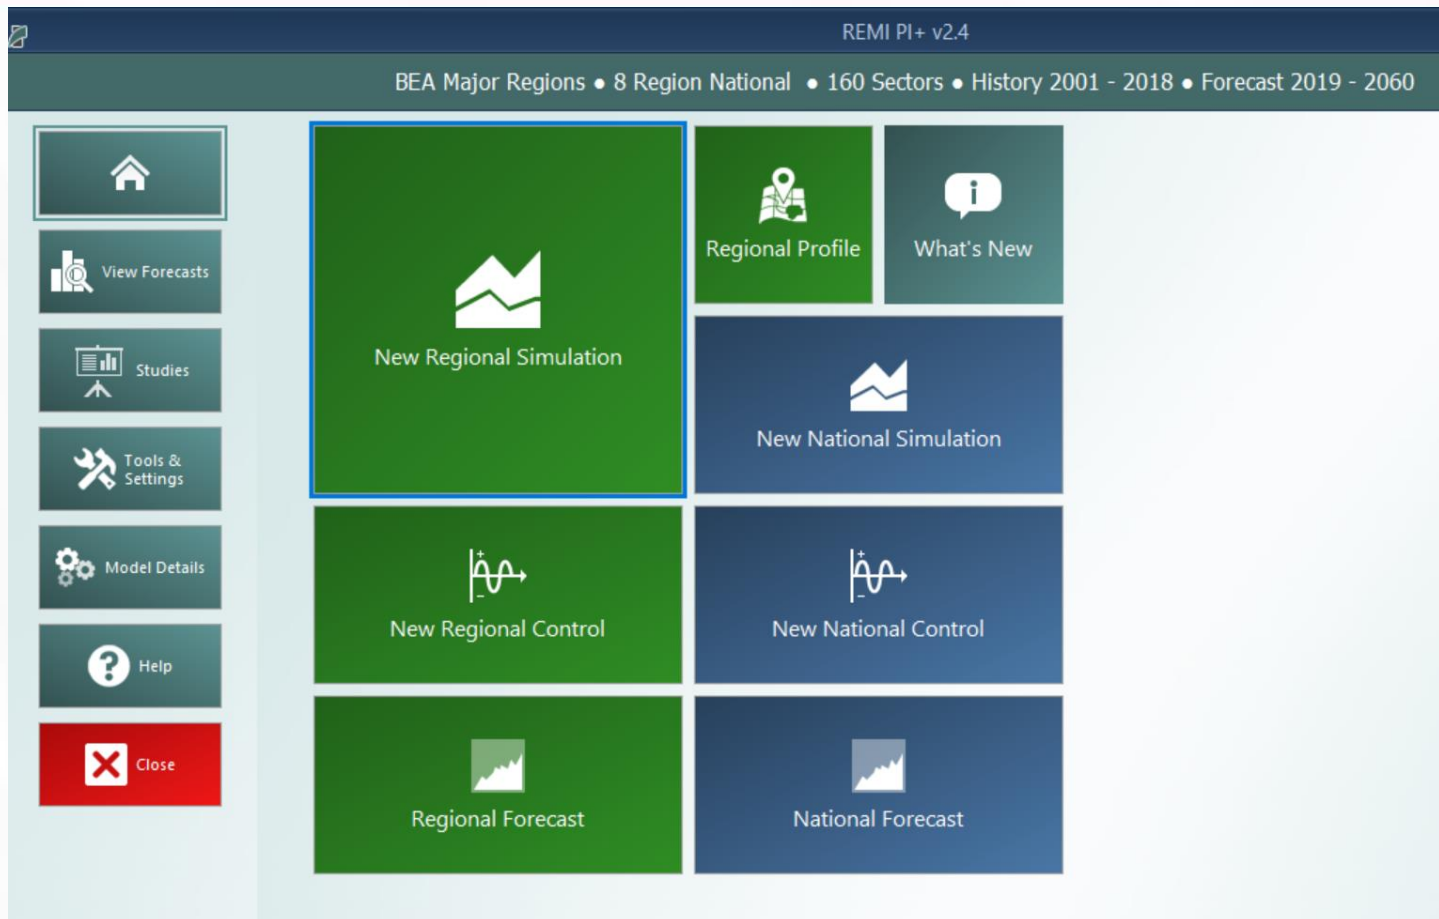 REMI PI+ v2.4
BEA Major Regions ● 8 Region National ● 160 Sectors ● History 2001 - 2018 ● Forecast 2019 - 2060
View Forecasts
Studies
Tools &
Settings
Model Details
Help
Close
New Regional Simulation
Regional Profile
What's New
New National Simulation
New Regional Control
New National Control
Regional Forecast
National Forecast